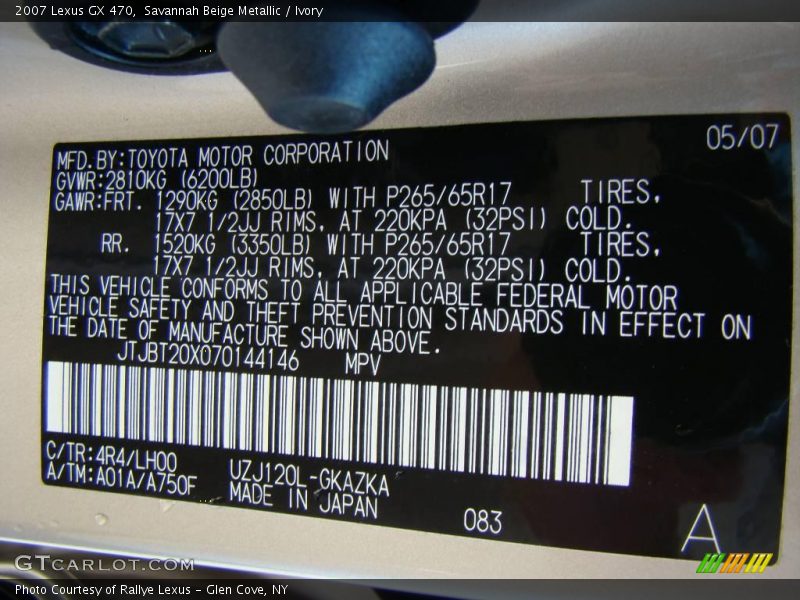 2007 Lexus GX 470, Savannah Beige Metallic / Ivory
05/07
MFD.BY:TOYOTA MOTOR CORPORATION
GVWR:2810KG (6200LB)
GAWR:FRT. 1290KG (2850LB) WITH P265/65R17 TIRES,
17X7 1/2JJ RIMS, AT 220KPA (32PSI) COLD.
RR. 1520KG (3350LB) WITH P265/65R17 TIRES,
17X7 1/2JJ RIMS, AT 220KPA (32PSI) COLD.
THIS VEHICLE CONFORMS TO ALL APPLICABLE FEDERAL MOTOR
VEHICLE SAFETY AND THEFT PREVENTION STANDARDS IN EFFECT ON
THE DATE OF MANUFACTURE SHOWN ABOVE.
JTJBT20X070144146 MPV
C/TR:4R4/LH00 UZJ120L-GKAZKA
A/TM:A01A/A750F MADE IN JAPAN
083
A
GTCARLOT.COM
Photo Courtesy of Rallye Lexus - Glen Cove, NY